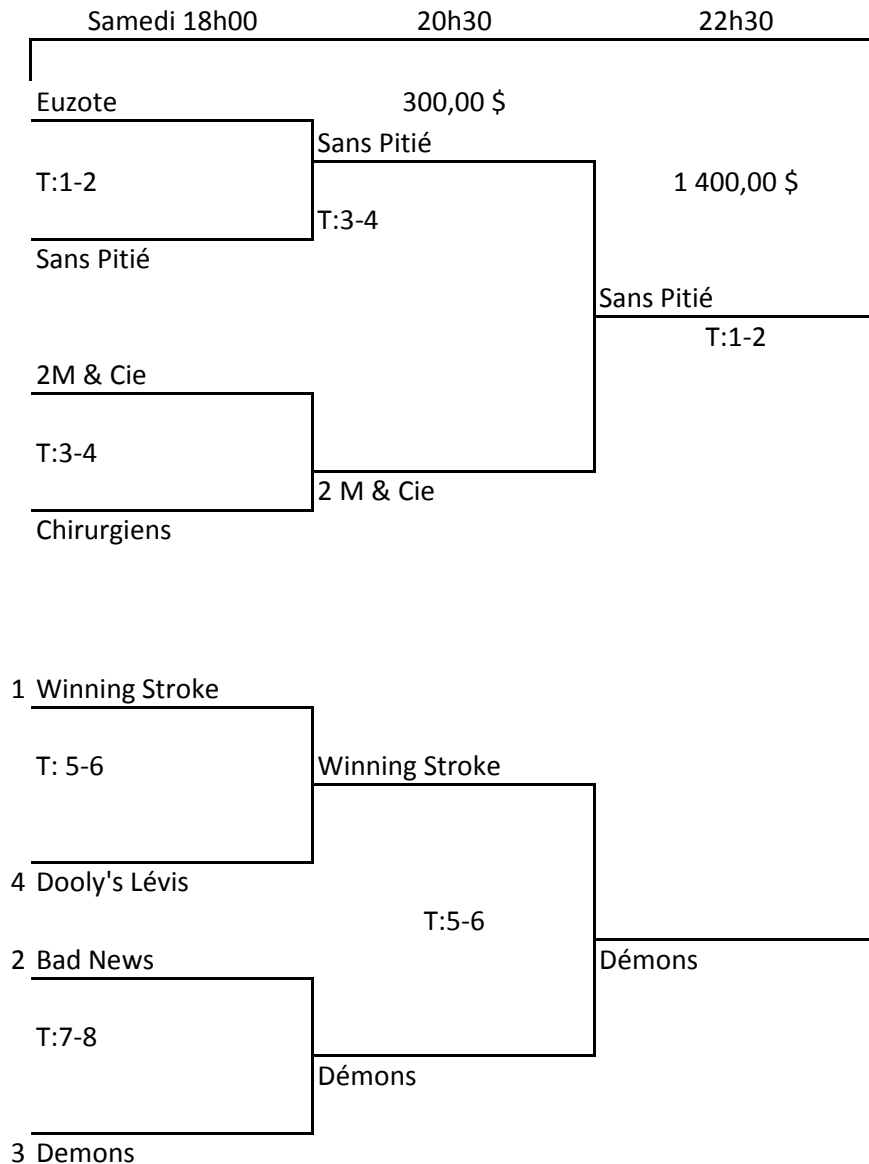 Samedi 18h00 20h30 22h30
Euzote 300,00 $
Sans Pitié
T:1-2 1 400,00 $
T:3-4
Sans Pitié
Sans Pitié
T:1-2
2M & Cie
T:3-4
2 M & Cie
Chirurgiens
1 Winning Stroke
T: 5-6 Winning Stroke
4 Dooly's Lévis
T:5-6
2 Bad News Démons
T:7-8
Démons
3 Demons